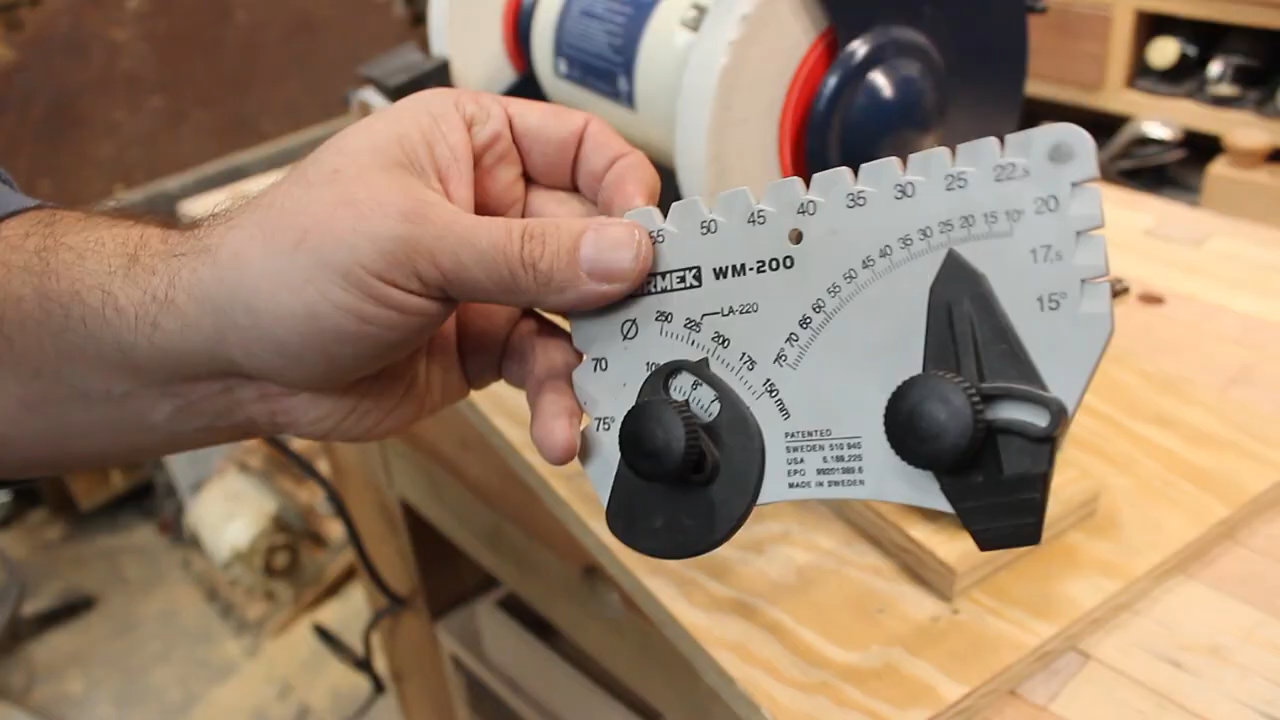 55 50 45 40 35 30 25 22,5
20
17,5
15°
RMEK WM-200
75° 70 65 60 55 50 45 40 35 30 25 20 15 10°
Ø 250 225 200 175 150 mm
LA-220
70
75°
PATENTED
SWEDEN 510 945
USA 6,189,225
EPO 99201389.6
MADE IN SWEDEN